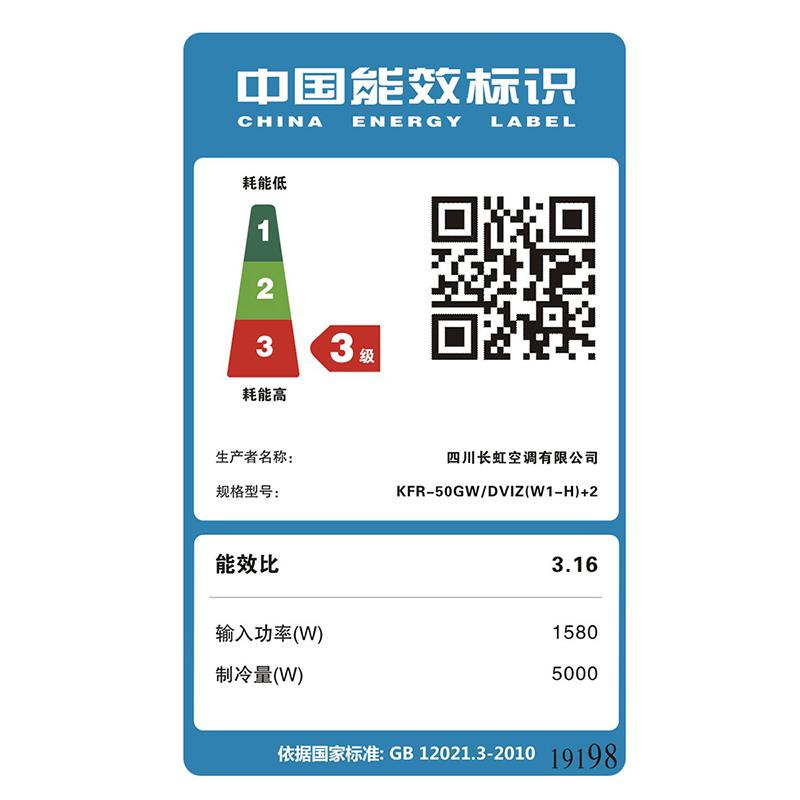 中国能效标识
CHINA ENERGY LABEL
耗能低
1
2
3
3级
耗能高
生产者名称: 四川长虹空调有限公司
规格型号: KFR-50GW/DVIZ(W1-H)+2
能效比 3.16
输入功率(W) 1580
制冷量(W) 5000
依据国家标准: GB 12021.3-2010 19198